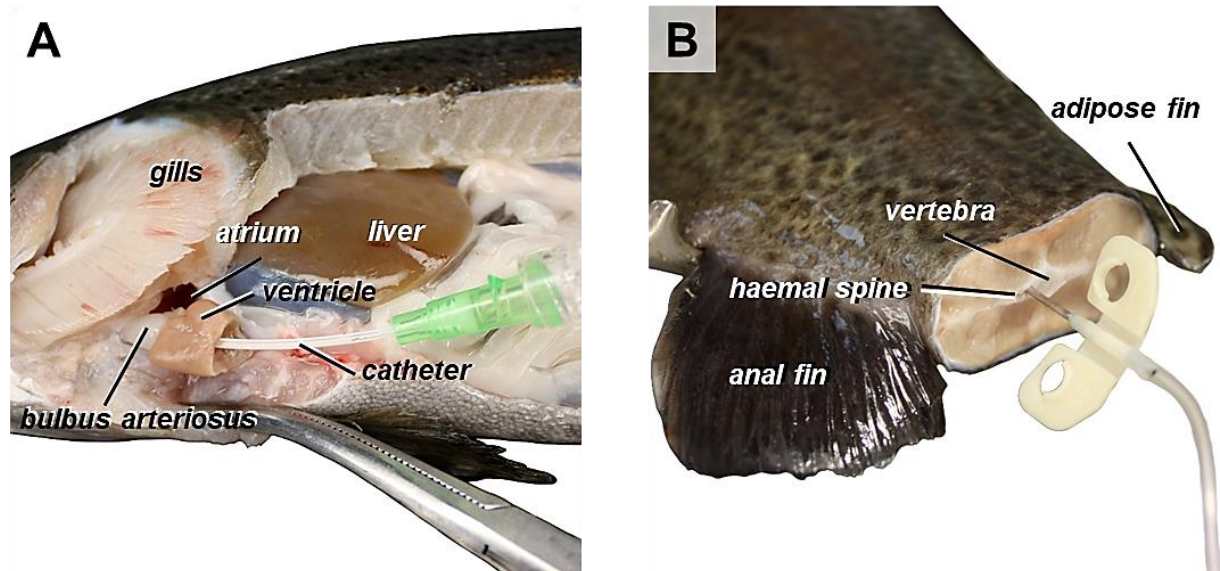 A
gills
atrium
liver
ventricle
catheter
bulbus arteriosus
B
adipose fin
vertebra
haemal spine
anal fin